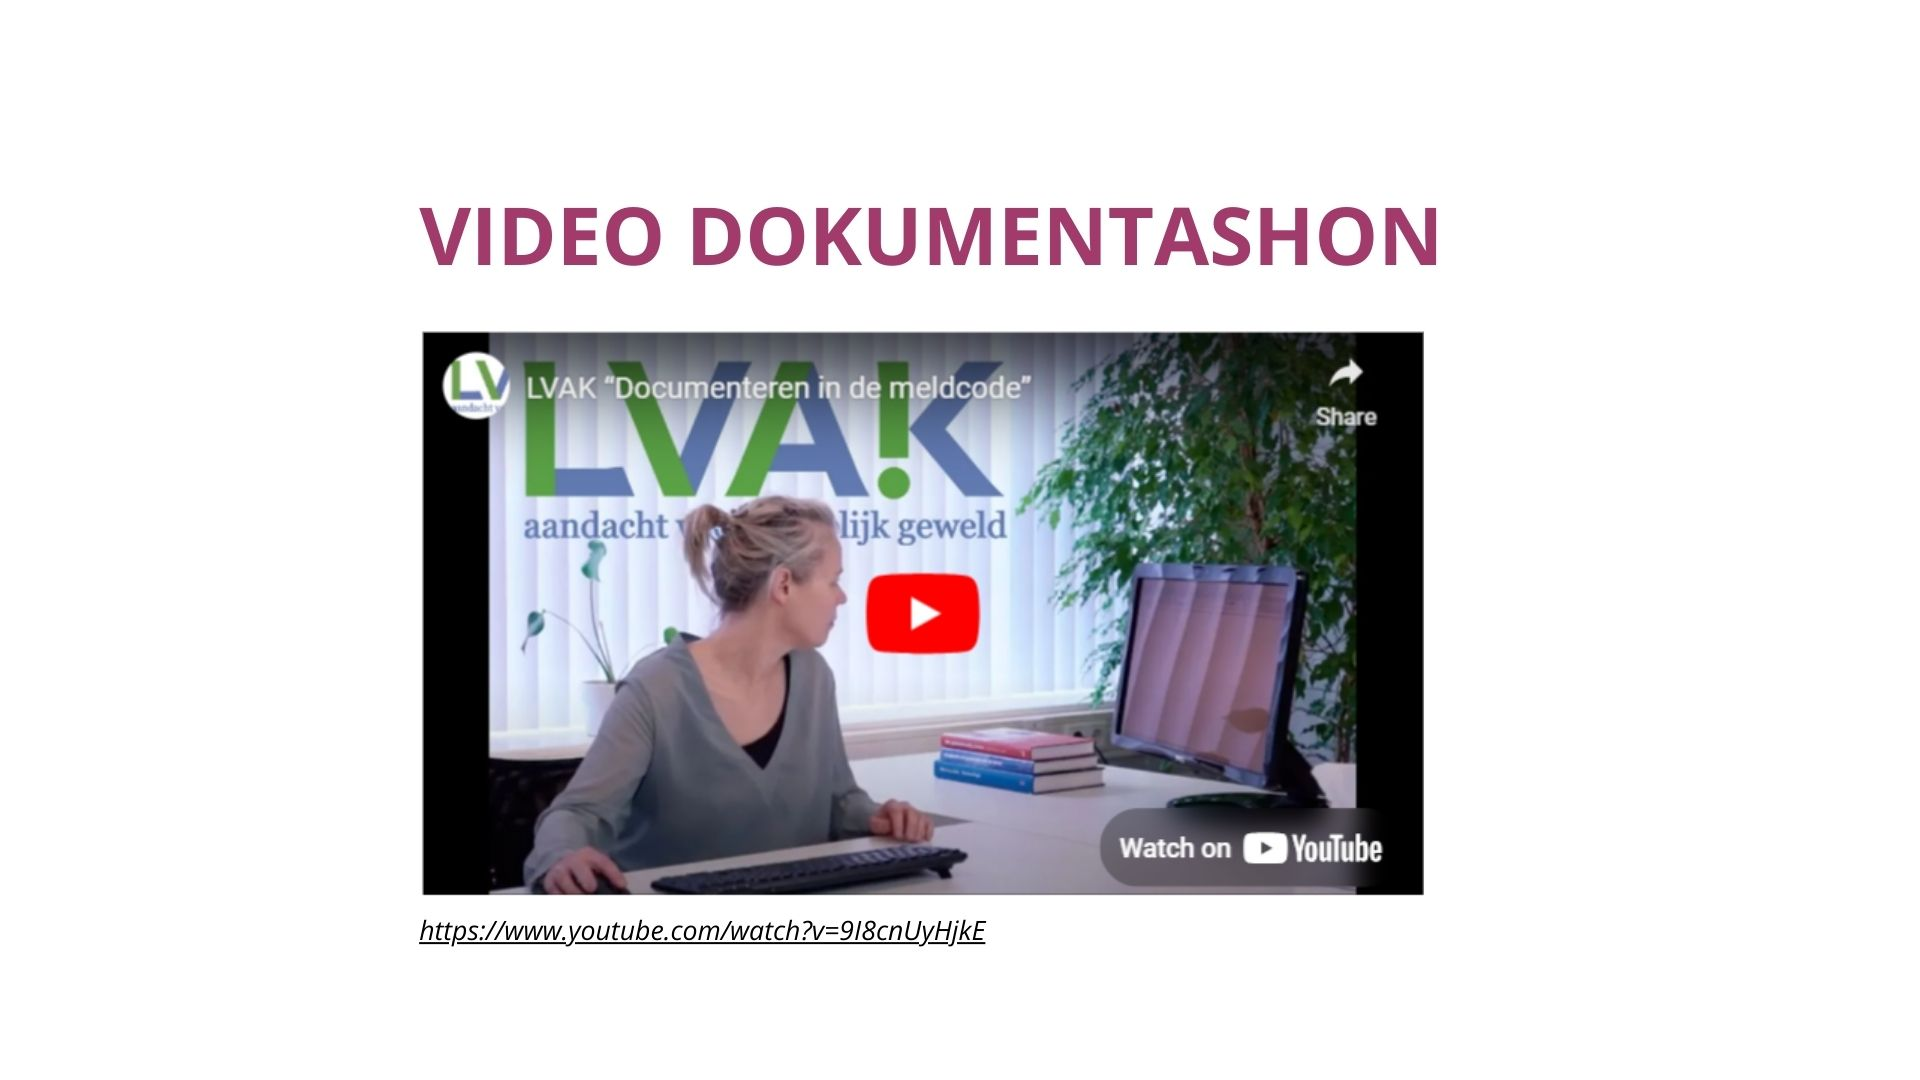 VIDEO DOKUMENTASHON
LVAK “Documenteren in de meldcode”
Share
LVAK
aandacht v lijk geweld
Watch on YouTube
https://www.youtube.com/watch?v=9I8cnUyHjkE